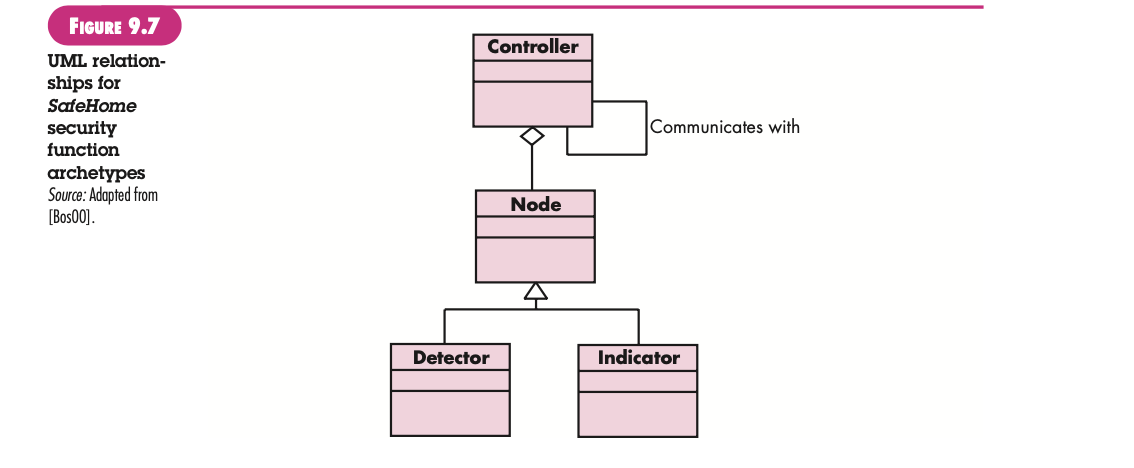 FIGURE 9.7
UML relation-
ships for
SafeHome
security
function
archetypes
Source: Adapted from
[Bos00].
Controller
Communicates with
Node
Detector
Indicator